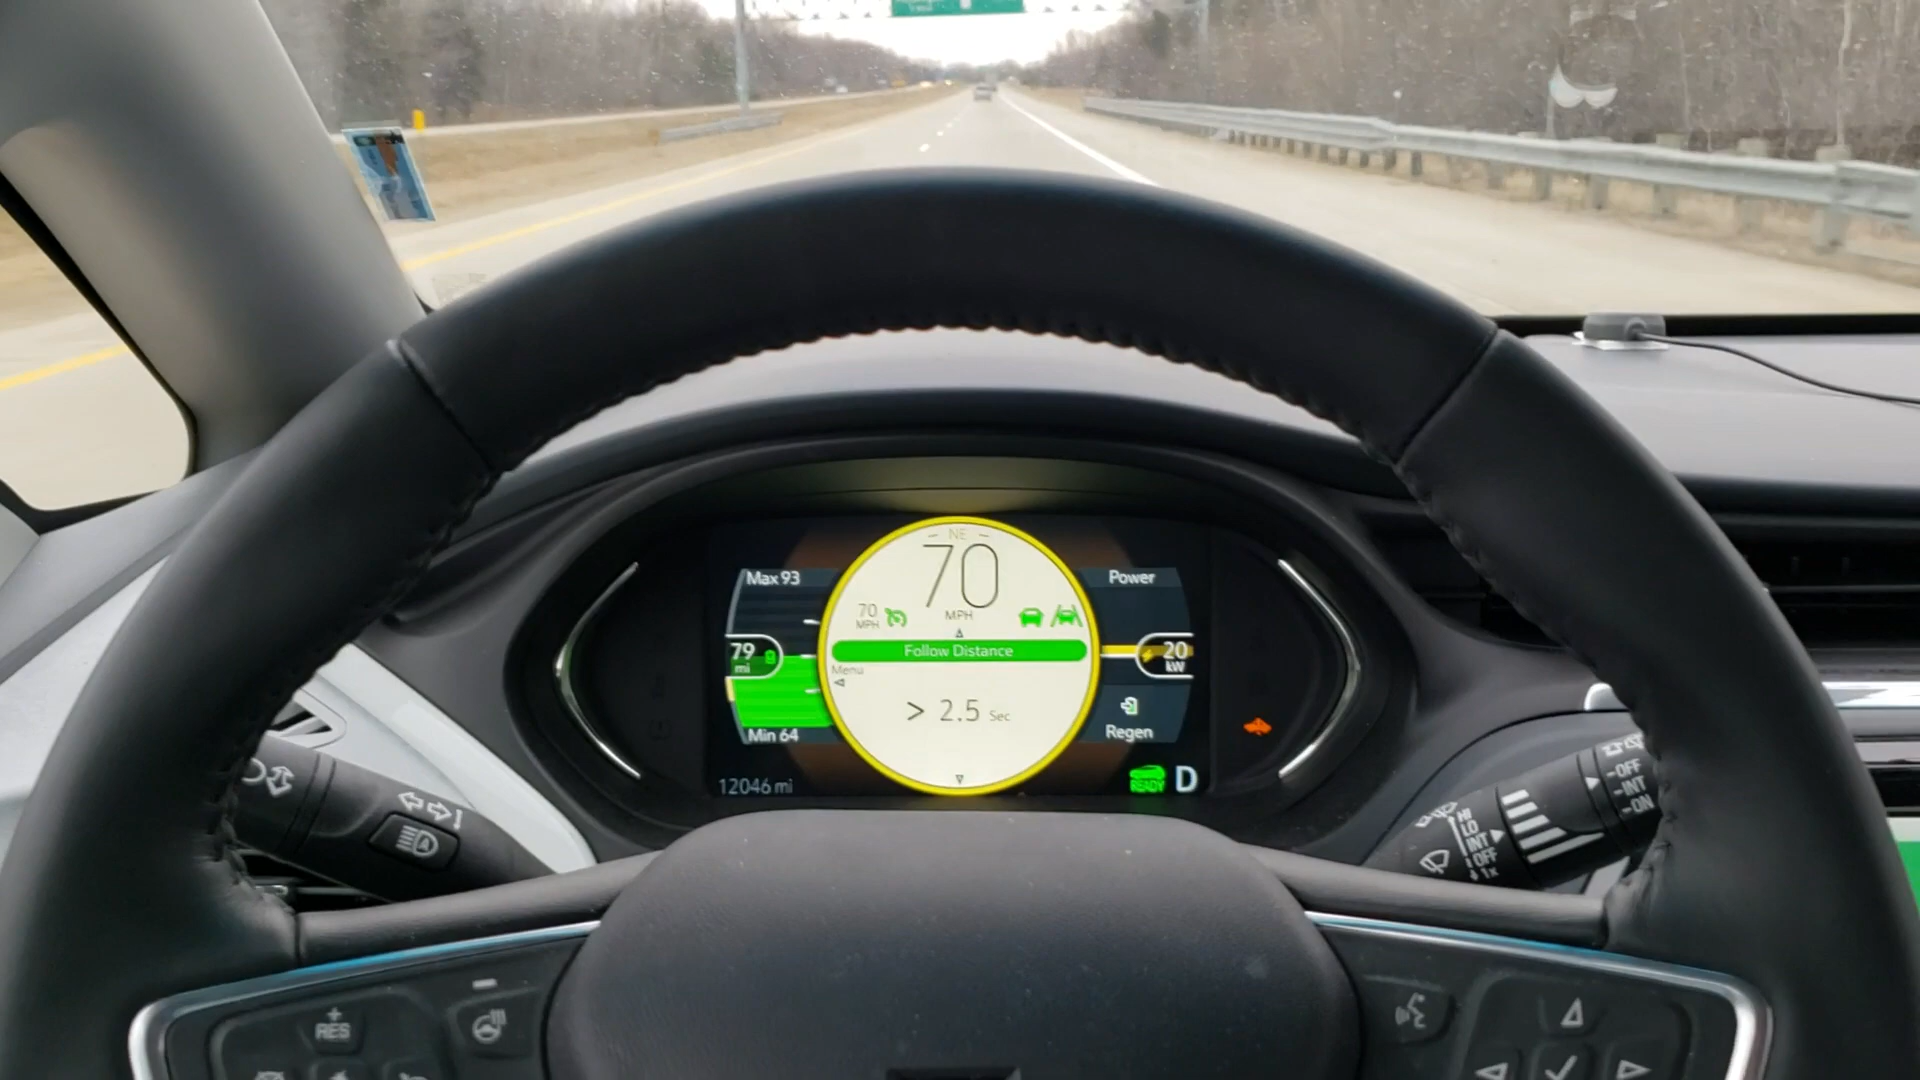 NE
70
MPH
70
MPH
Follow Distance
Menu
> 2.5 Sec
Max 93
79
mi
Min 64
12046 mi
Power
20
kW
Regen
READY
D
OFF
INT
ON
HI
LO
INT
OFF
1x
+
RES